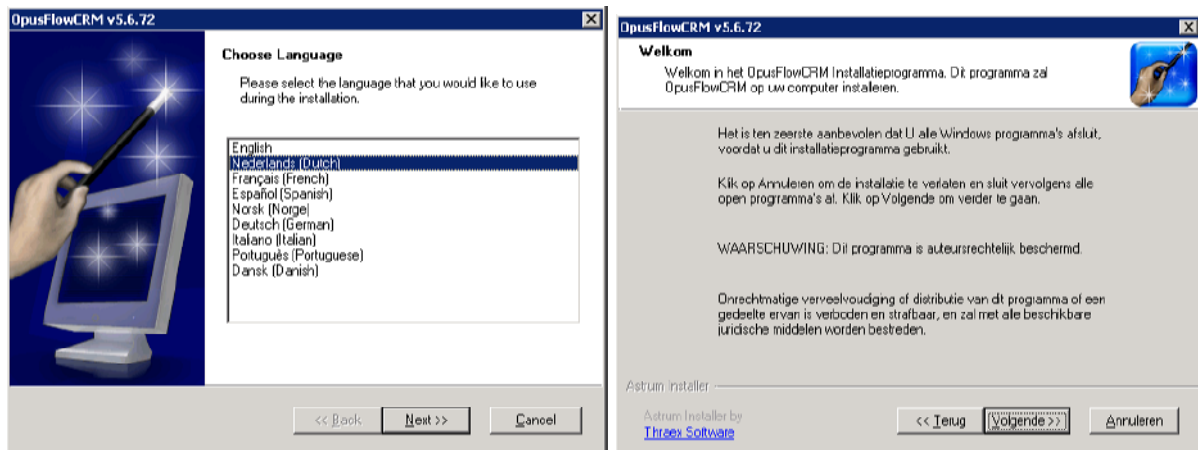 OpusFlowCRM v5.6.72
Choose Language
Please select the language that you would like to use
during the installation.
English
Nederlands (Dutch)
Français (French)
Español (Spanish)
Norsk (Norge)
Deutsch (German)
Italiano (Italian)
Português (Portuguese)
Dansk (Danish)
<< Back
Next >>
Cancel
OpusFlowCRM v5.6.72
Welkom
Welkom in het OpusFlowCRM Installatieprogramma. Dit programma zal
OpusFlowCRM op uw computer instaleren.
Het is ten zeerste aanbevolen dat U alle Windows programma's afsluit,
voordat u dit installatieprogramma gebruikt.
Klik op Annuleren om de installatie te verlaten en sluit vervolgens alle
open programma's af. Klik op Volgende om verder te gaan.
WAARSCHUWING: Dit programma is auteursrechtelijk beschermd.
Onrechtmatige verveelvoudiging of distributie van dit programma of een
gedeelte ervan is verboden en strafbaar, en zal met alle beschikbare
juridische middelen worden bestreden.
Astrum Installer
Astrum Installer by
Thraex Software
<< Terug
Volgende >>
Annuleren